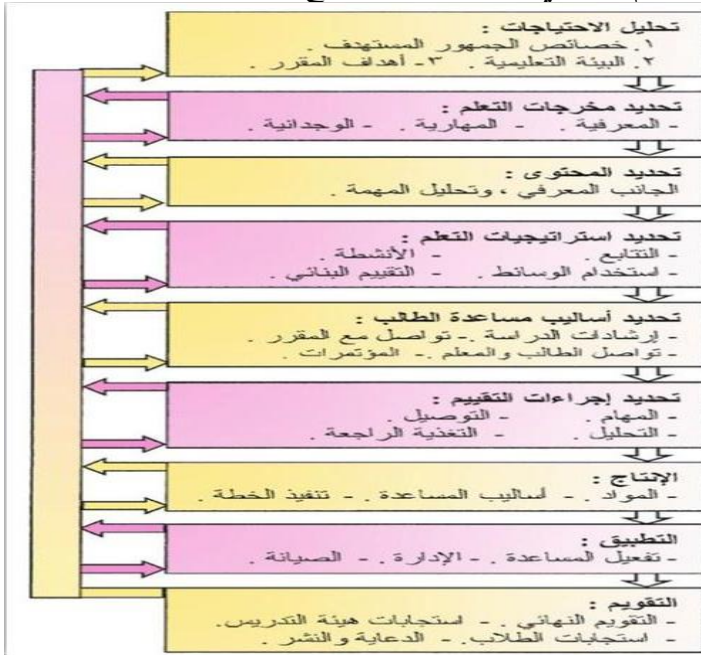 تحليل الاحتياجات :
١. خصائص الجمهور المستهدف .
٢. البيئة التعليمية . ٣- أهداف المقرر .
تحديد مخرجات التعلم :
- المعرفية . - المهارية . - الوجدانية .
تحديد المحتوى :
الجانب المعرفي ، وتحليل المهمة .
تحديد استراتيجيات التعلم :
- التتابع . - الأنشطة .
- استخدام الوسائط . - التقييم البنائي .
تحديد أساليب مساعدة الطالب :
- إرشادات الدراسة .- تواصل مع المقرر .
- تواصل الطالب والمعلم .- المؤتمرات .
تحديد إجراءات التقييم :
- المهام . - التوصيل .
- التحليل . - التغذية الراجعة .
الإنتاج :
- المواد . - أساليب المساعدة . - تنفيذ الخطة .
التطبيق :
- تفعيل المساعدة .- الإدارة . - الصيانة .
التقويم :
- التقويم النهائي . - استجابات هيئة التدريس.
- استجابات الطلاب.- الدعاية والنشر .